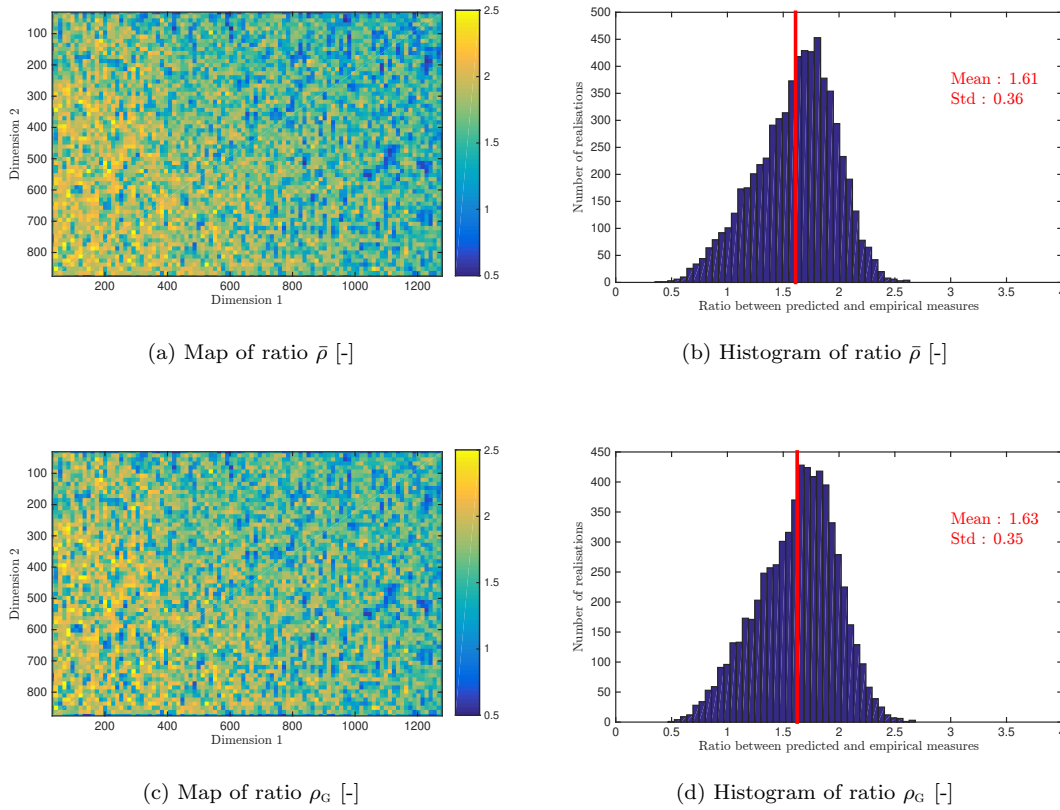 2.5
2
1.5
1
0.5
100
200
300
400
500
600
700
800
Dimension 2
200 400 600 800 1000 1200
Dimension 1
(a) Map of ratio ρ̄ [-]
500
450
400
350
300
250
200
150
100
50
0
Number of realisations
Mean : 1.61
Std : 0.36
0 0.5 1 1.5 2 2.5 3 3.5 4
Ratio between predicted and empirical measures
(b) Histogram of ratio ρ̄ [-]
2.5
2
1.5
1
0.5
100
200
300
400
500
600
700
800
Dimension 2
200 400 600 800 1000 1200
Dimension 1
(c) Map of ratio ρG [-]
450
400
350
300
250
200
150
100
50
0
Number of realisations
Mean : 1.63
Std : 0.35
0 0.5 1 1.5 2 2.5 3 3.5 4
Ratio between predicted and empirical measures
(d) Histogram of ratio ρG [-]